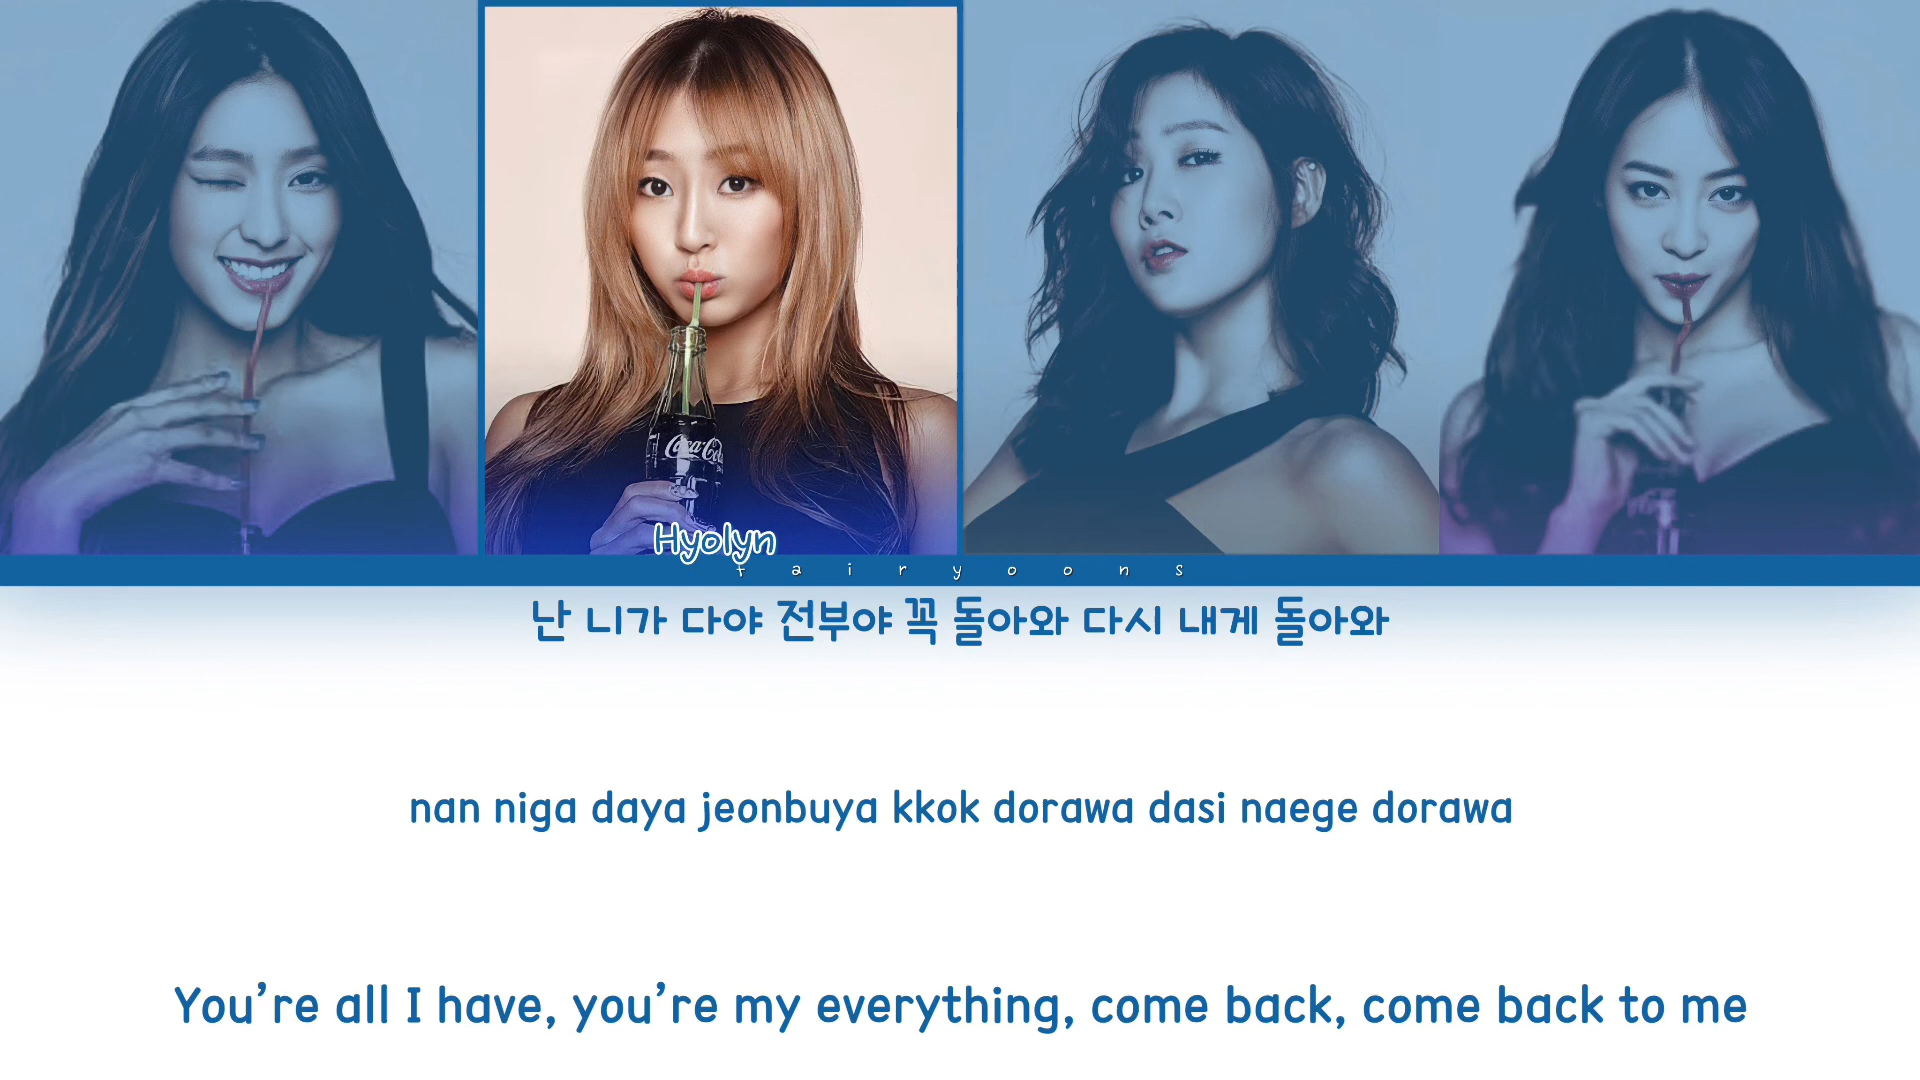 Coca-Cola
Hyolyn
fairyoons
난 니가 다야 전부야 꼭 돌아와 다시 내게 돌아와
nan niga daya jeonbuya kkok dorawa dasi naege dorawa
You're all I have, you're my everything, come back, come back to me